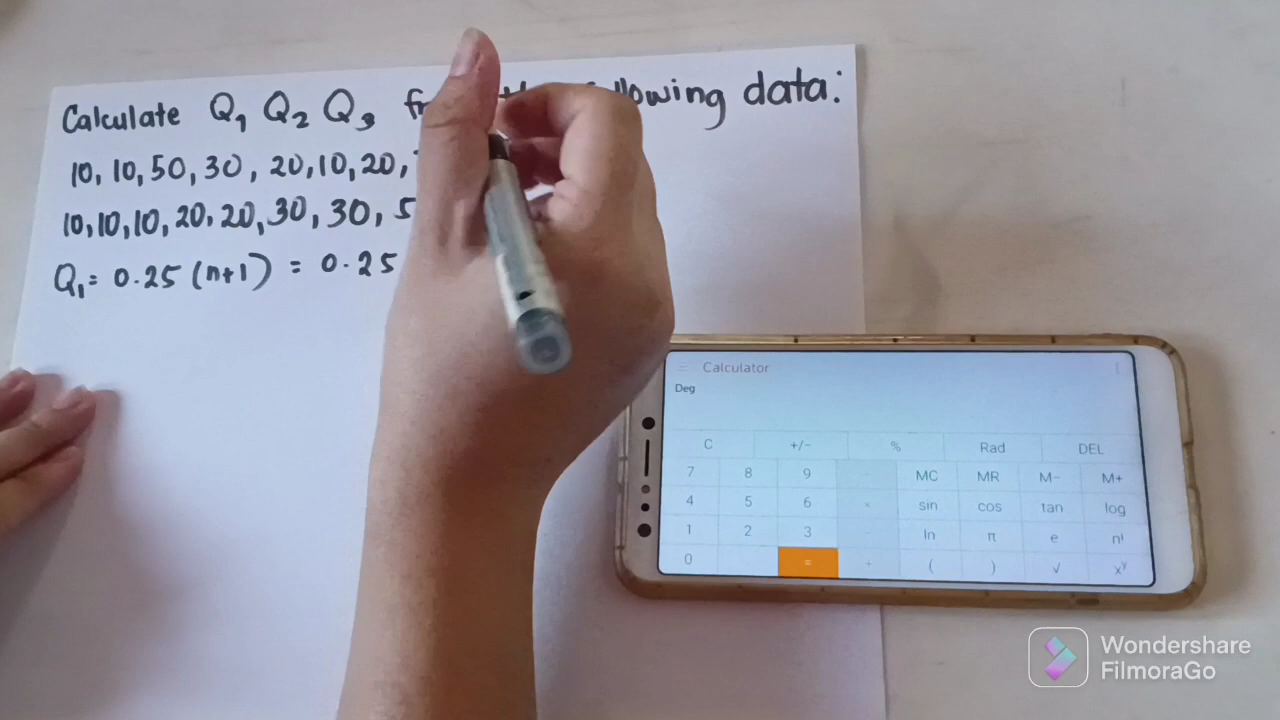 Calculate Q₁ Q₂ Q₃ following data:
10, 10, 50, 30, 20, 10, 20,
10, 10, 10, 20, 20, 30, 30, 5
Q₁ = 0.25 (n+1) = 0.25
Calculator
Deg
C +/- % Rad DEL
7 8 9 MC MR M- M+
4 5 6 × sin cos tan log
1 2 3 ln π e n!
0 = + ( ) √ xʸ
Wondershare
FilmoraGo